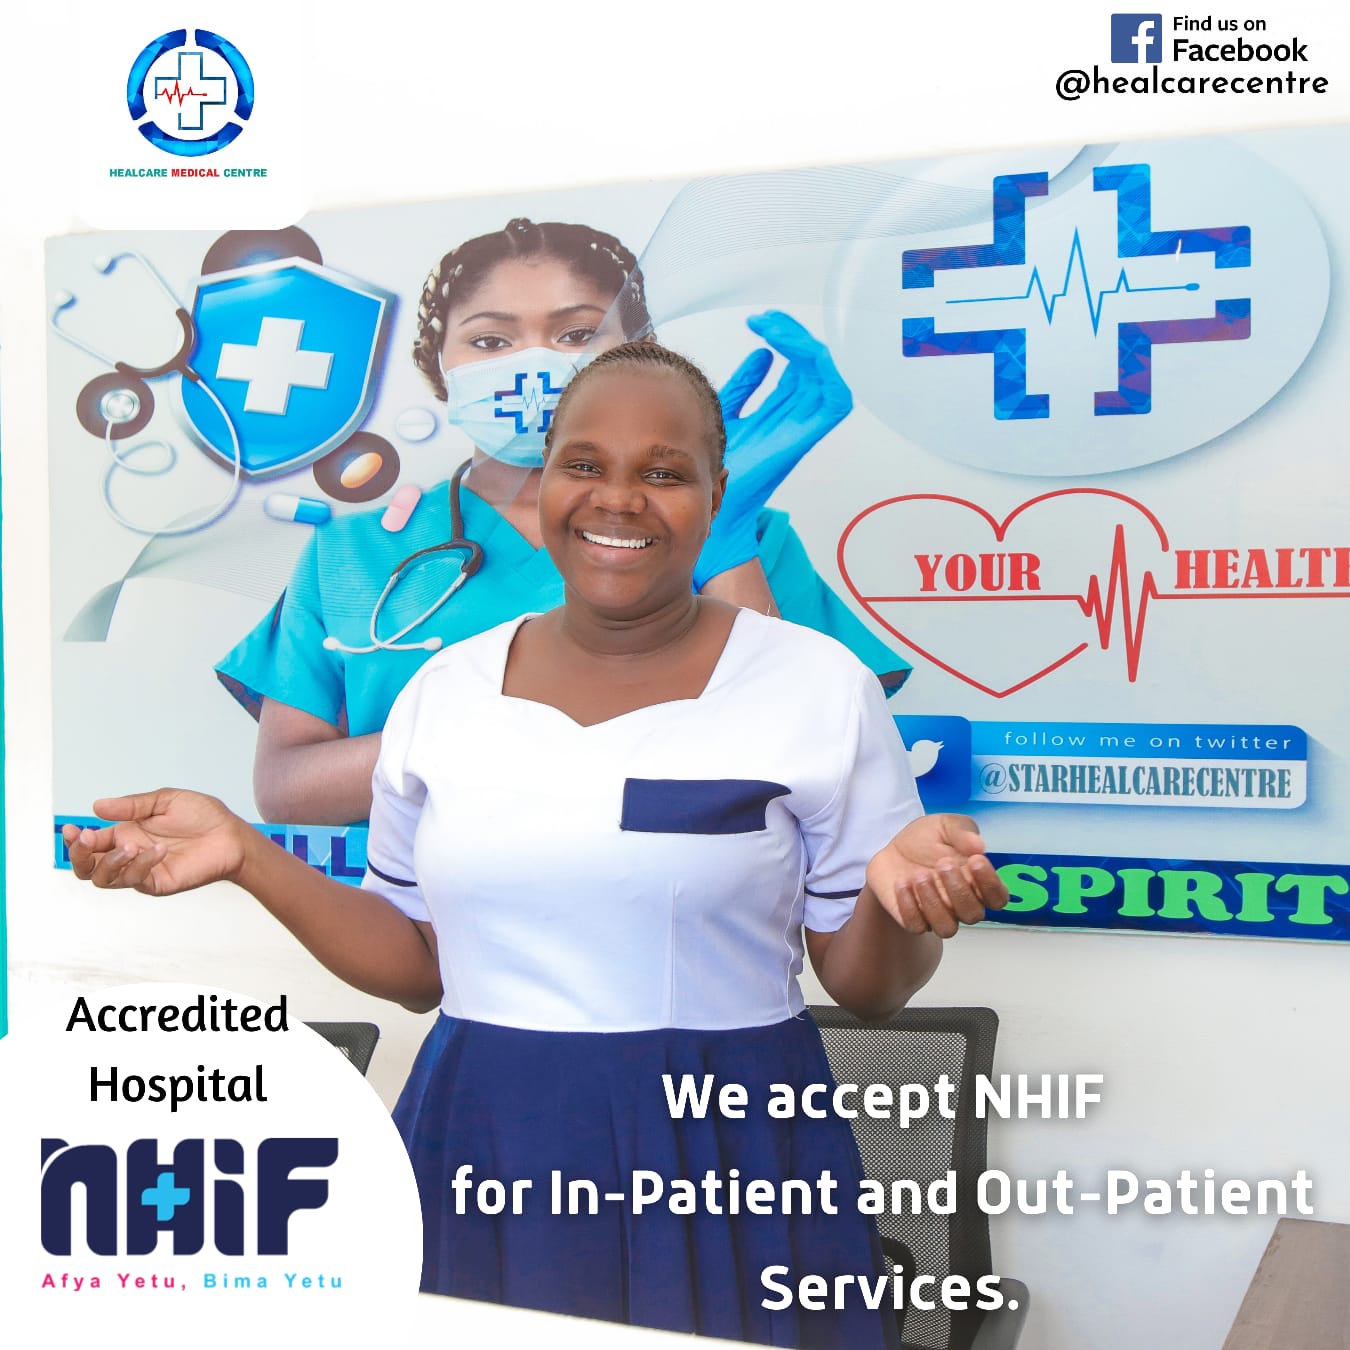 Find us on
Facebook
@healcarecentre
HEALCARE MEDICAL CENTRE
YOUR HEALTH
follow me on twitter
@STARHEALCARECENTRE
SPIRIT
Accredited
Hospital
NHiF
Afya Yetu, Bima Yetu
We accept NHIF
for In-Patient and Out-Patient
Services.